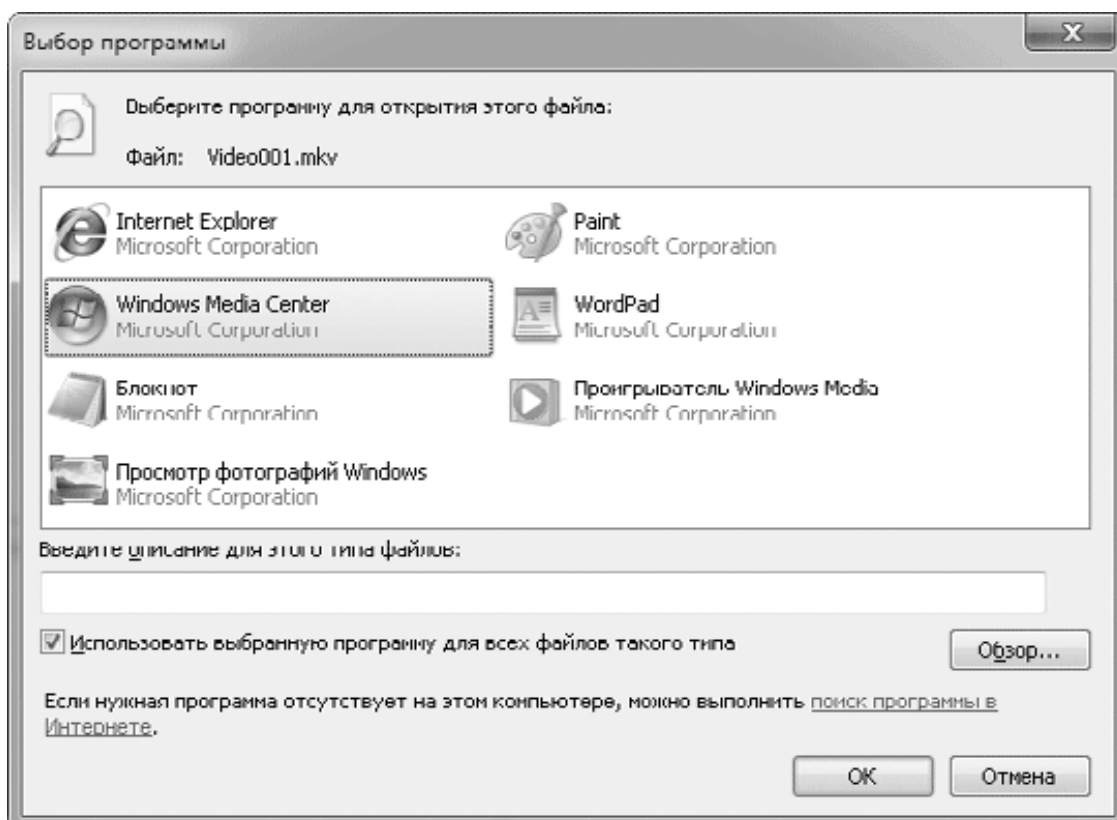 Выбор программы
Выберите программу для открытия этого файла:
Файл: Video001.mkv
Internet Explorer
Microsoft Corporation
Paint
Microsoft Corporation
Windows Media Center
Microsoft Corporation
WordPad
Microsoft Corporation
Блокнот
Microsoft Corporation
Проигрыватель Windows Media
Microsoft Corporation
Просмотр фотографий Windows
Microsoft Corporation
Введите описание для этого типа файлов:
Использовать выбранную программу для всех файлов такого типа
Обзор...
Если нужная программа отсутствует на этом компьютере, можно выполнить поиск программы в
Интернете.
ОК
Отмена